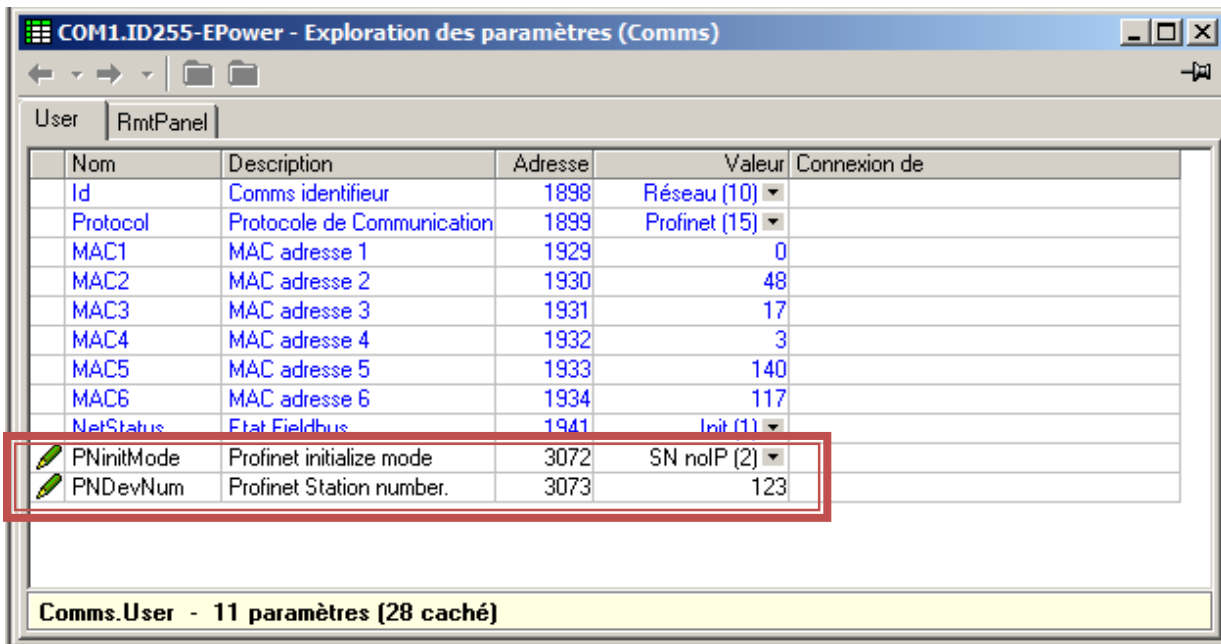 COM1.ID255-EPower - Exploration des paramètres (Comms)
User RmtPanel
Nom Description Adresse Valeur Connexion de
Id Comms identifieur 1898 Réseau (10)
Protocol Protocole de Communication 1899 Profinet (15)
MAC1 MAC adresse 1 1929 0
MAC2 MAC adresse 2 1930 48
MAC3 MAC adresse 3 1931 17
MAC4 MAC adresse 4 1932 3
MAC5 MAC adresse 5 1933 140
MAC6 MAC adresse 6 1934 117
NetStatus Etat Fieldbus 1941 Init (1)
PNinitMode Profinet initialize mode 3072 SN noIP (2)
PNDevNum Profinet Station number. 3073 123
Comms.User - 11 paramètres (28 caché)